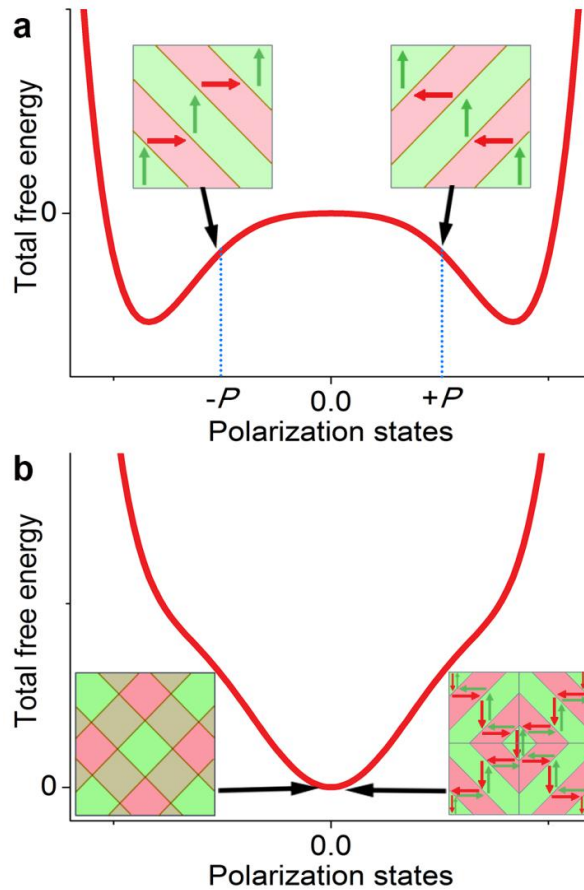 a
Total free energy
0
-P
0.0
+P
Polarization states
b
Total free energy
0
0.0
Polarization states